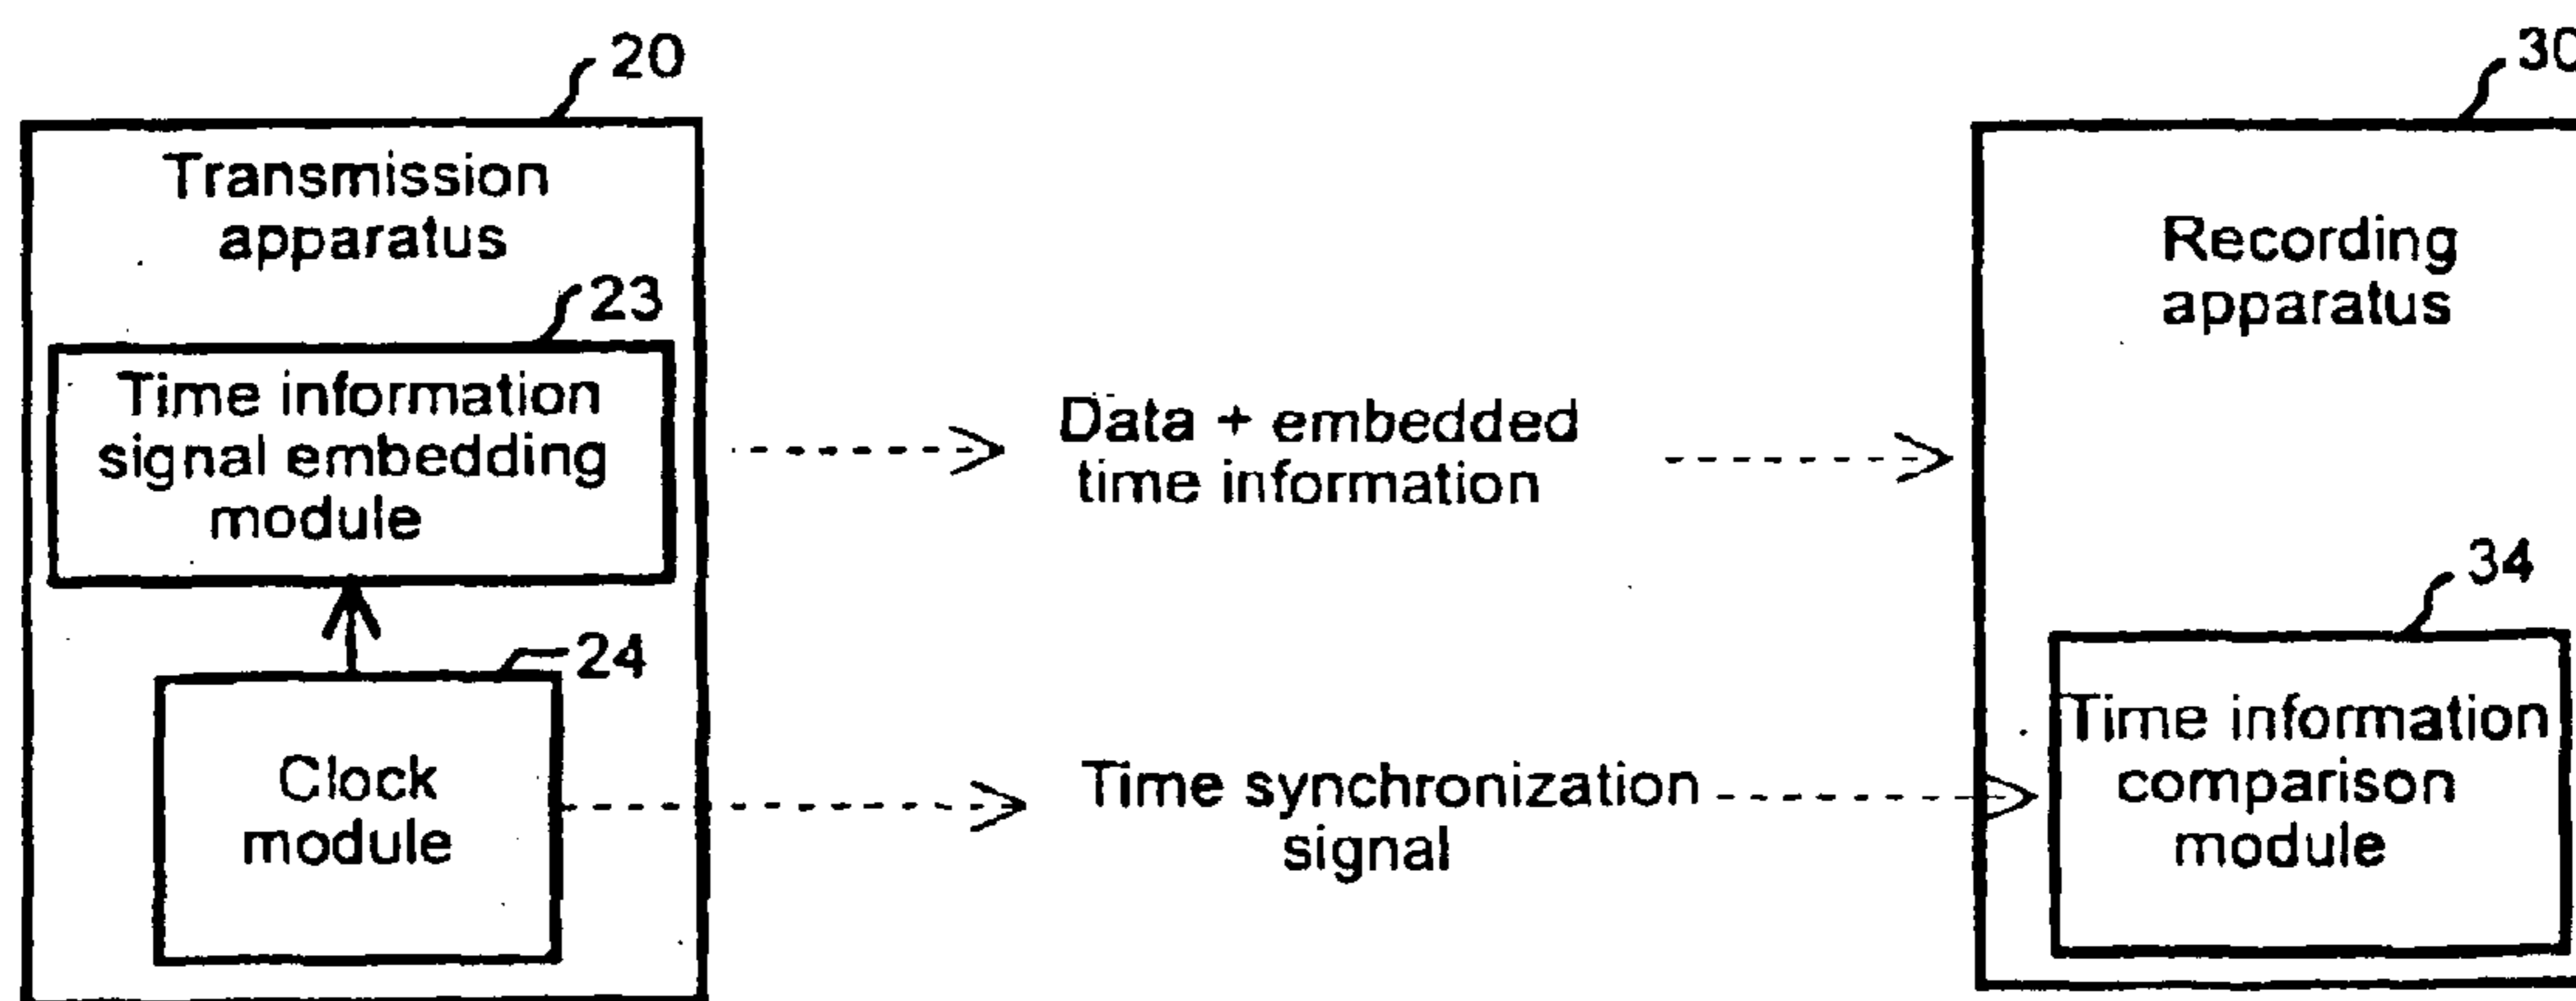 20
Transmission
apparatus
23
Time information
signal embedding
module
24
Clock
module
Data + embedded
time information
Time synchronization
signal
30
Recording
apparatus
34
Time information
comparison
module